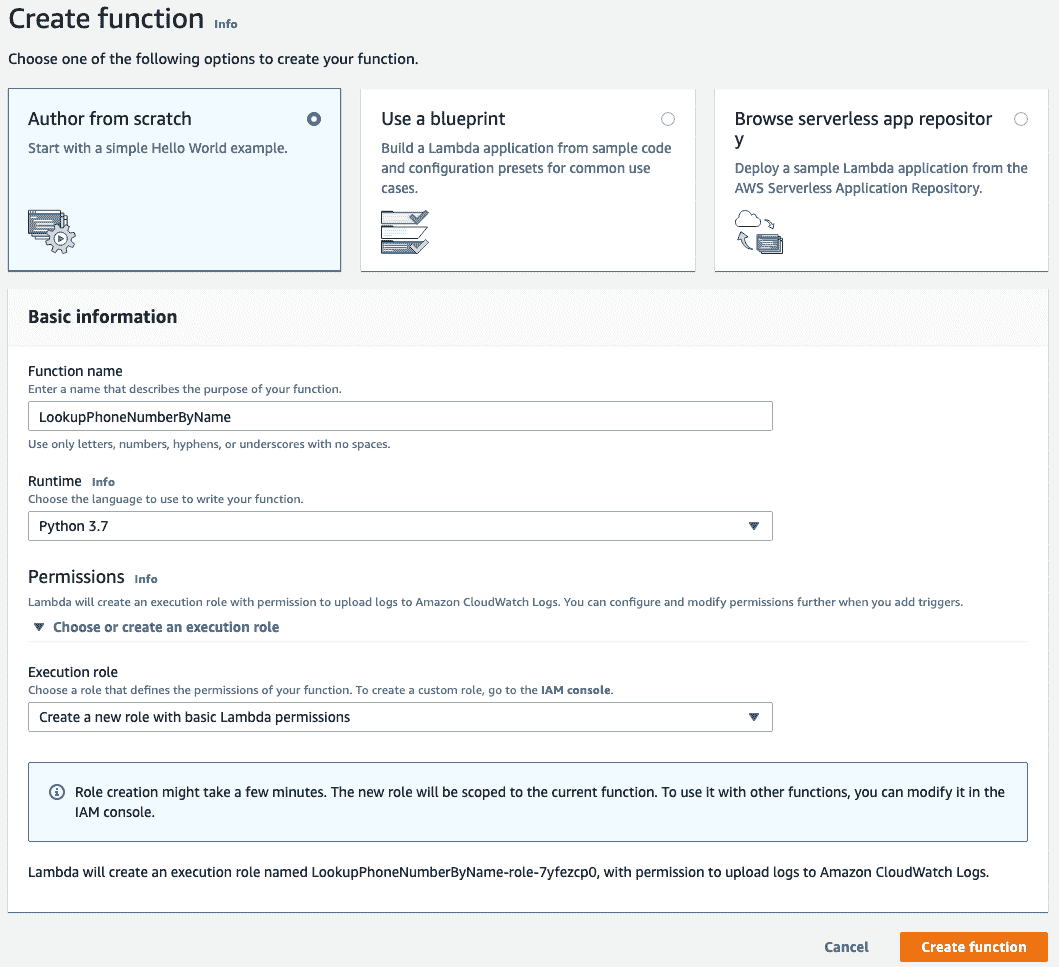 Create function Info
Choose one of the following options to create your function.
Author from scratch
Start with a simple Hello World example.
Use a blueprint
Build a Lambda application from sample code
and configuration presets for common use
cases.
Browse serverless app repositor
y
Deploy a sample Lambda application from the
AWS Serverless Application Repository.
Basic information
Function name
Enter a name that describes the purpose of your function.
LookupPhoneNumberByName
Use only letters, numbers, hyphens, or underscores with no spaces.
Runtime Info
Choose the language to use to write your function.
Python 3.7
Permissions Info
Lambda will create an execution role with permission to upload logs to Amazon CloudWatch Logs. You can configure and modify permissions further when you add triggers.
Choose or create an execution role
Execution role
Choose a role that defines the permissions of your function. To create a custom role, go to the IAM console.
Create a new role with basic Lambda permissions
Role creation might take a few minutes. The new role will be scoped to the current function. To use it with other functions, you can modify it in the
IAM console.
Lambda will create an execution role named LookupPhoneNumberByName-role-7yfezcp0, with permission to upload logs to Amazon CloudWatch Logs.
Cancel
Create function